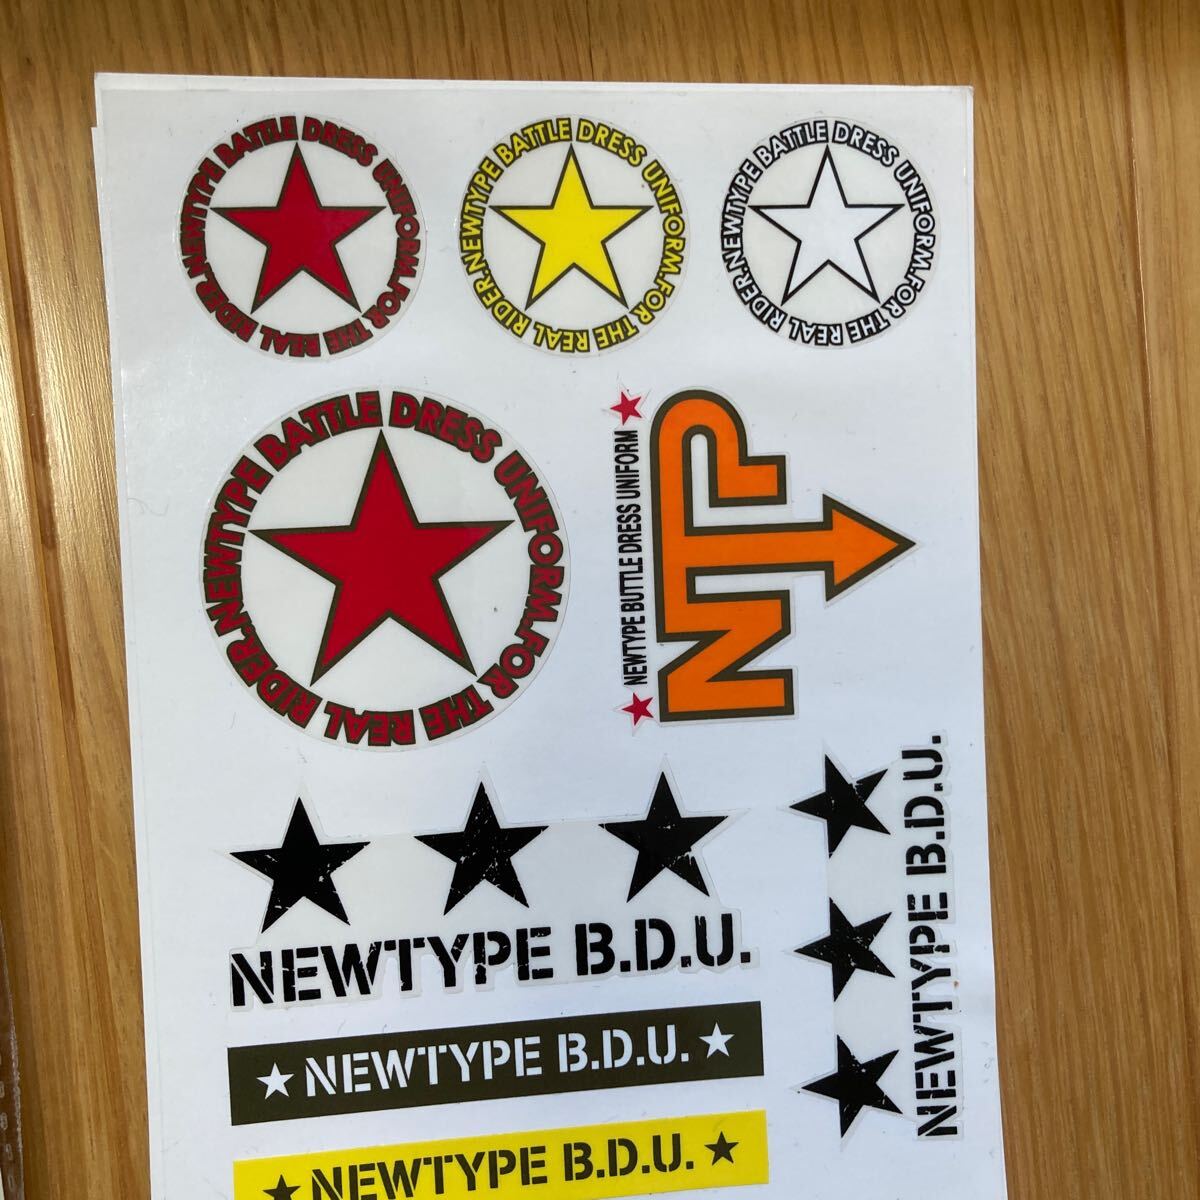 NEWTYPE BATTLE DRESS UNIFORM.FOR THE REAL RIDER.
NEWTYPE BATTLE DRESS UNIFORM.FOR THE REAL RIDER.
NEWTYPE BATTLE DRESS UNIFORM.FOR THE REAL RIDER.
NEWTYPE BATTLE DRESS UNIFORM.FOR THE REAL RIDER.
★ NEWTYPE BUTTLE DRESS UNIFORM ★
NTP
★ ★ ★
NEWTYPE B.D.U.
★ ★ ★
NEWTYPE B.D.U.
★ NEWTYPE B.D.U. ★
★ NEWTYPE B.D.U. ★